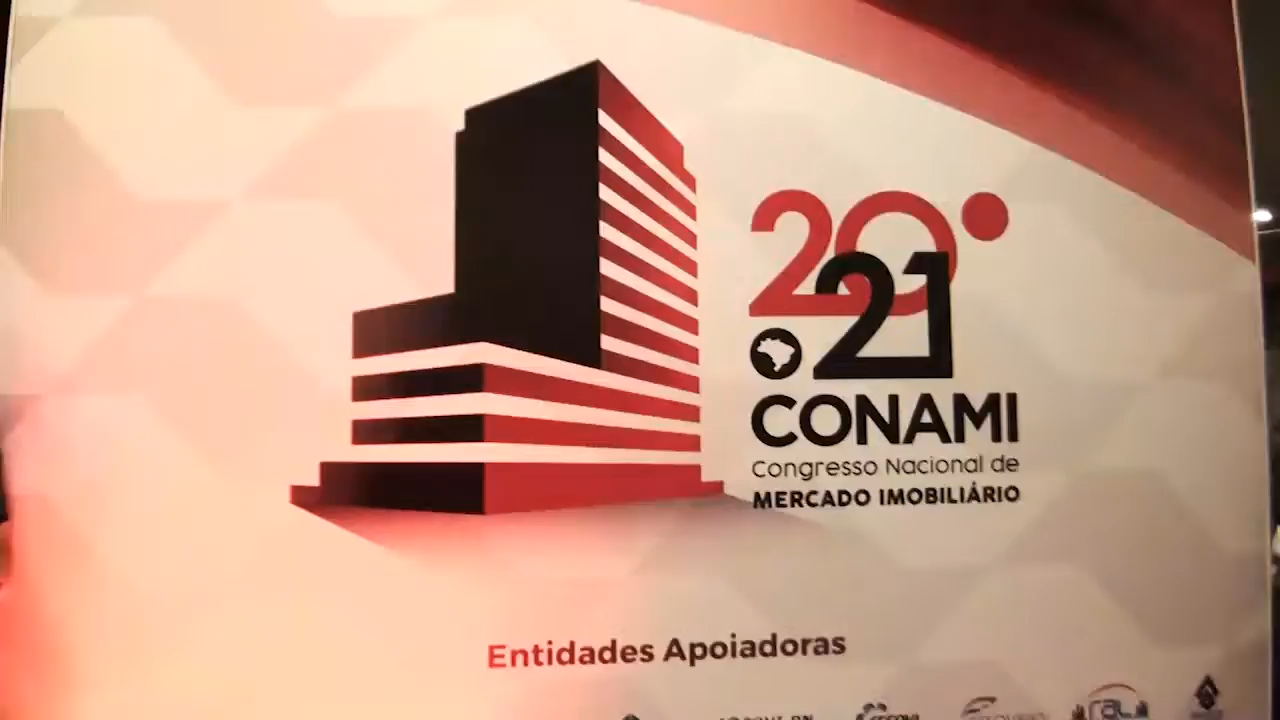 20°
21
CONAMI
Congresso Nacional de
MERCADO IMOBILIÁRIO
Entidades Apoiadoras